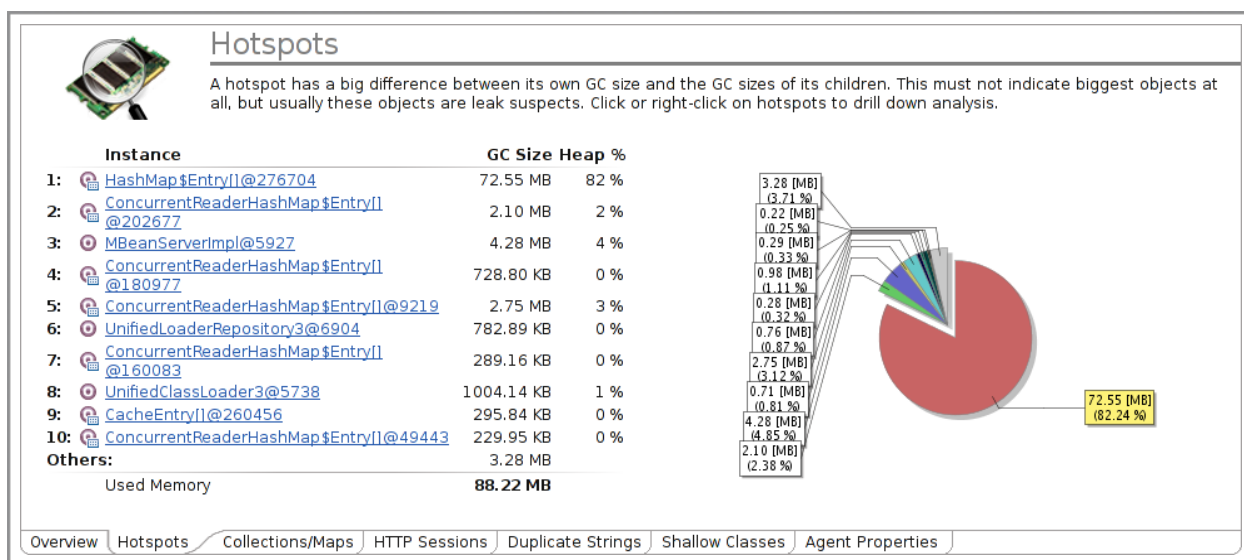 Hotspots
A hotspot has a big difference between its own GC size and the GC sizes of its children. This must not indicate biggest objects at
all, but usually these objects are leak suspects. Click or right-click on hotspots to drill down analysis.
Instance GC Size Heap %
1: HashMap$Entry[]@276704 72.55 MB 82 %
2: ConcurrentReaderHashMap$Entry[]
@202677 2.10 MB 2 %
3: MBeanServerImpl@5927 4.28 MB 4 %
4: ConcurrentReaderHashMap$Entry[]
@180977 728.80 KB 0 %
5: ConcurrentReaderHashMap$Entry[]@9219 2.75 MB 3 %
6: UnifiedLoaderRepository3@6904 782.89 KB 0 %
7: ConcurrentReaderHashMap$Entry[]
@160083 289.16 KB 0 %
8: UnifiedClassLoader3@5738 1004.14 KB 1 %
9: CacheEntry[]@260456 295.84 KB 0 %
10: ConcurrentReaderHashMap$Entry[]@49443 229.95 KB 0 %
Others: 3.28 MB
Used Memory 88.22 MB
3.28 [MB]
(3.71 %)
0.22 [MB]
(0.25 %)
0.29 [MB]
(0.33 %)
0.98 [MB]
(1.11 %)
0.28 [MB]
(0.32 %)
0.76 [MB]
(0.87 %)
2.75 [MB]
(3.12 %)
0.71 [MB]
(0.81 %)
4.28 [MB]
(4.85 %)
2.10 [MB]
(2.38 %)
72.55 [MB]
(82.24 %)
Overview Hotspots Collections/Maps HTTP Sessions Duplicate Strings Shallow Classes Agent Properties